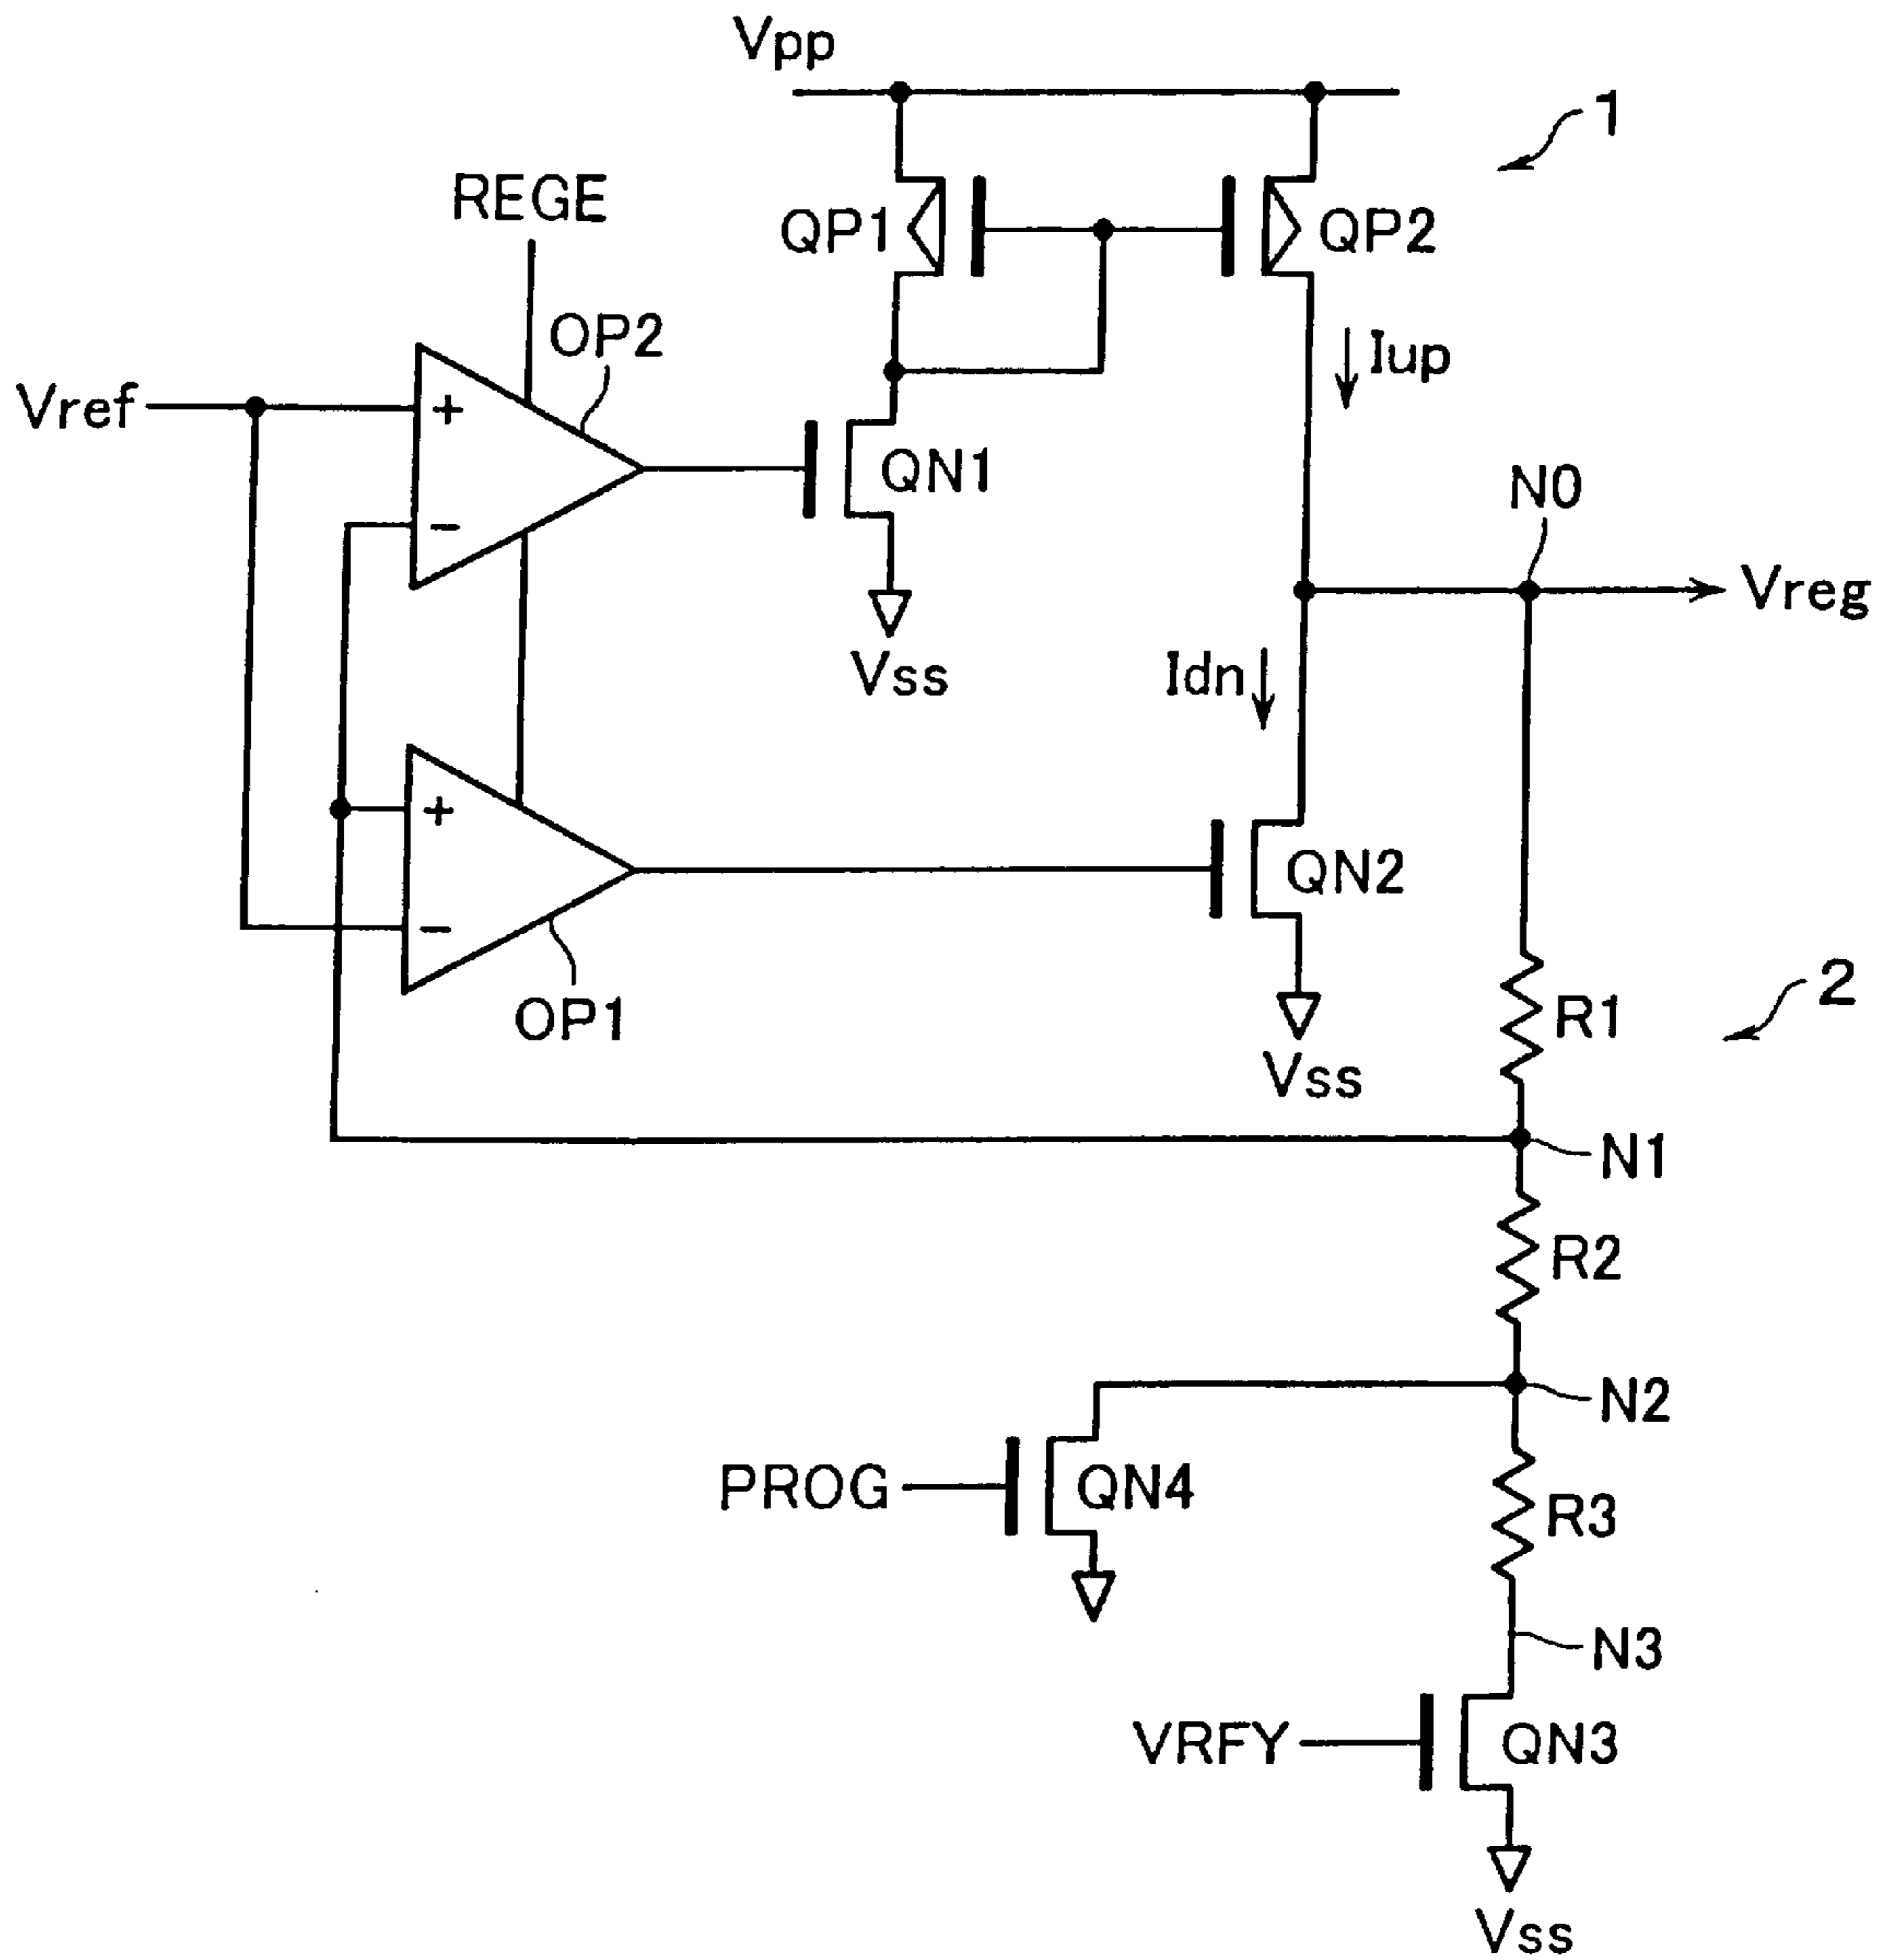 Vpp
1
REGE
QP1
QP2
OP2
Iup
Vref
+
QN1
N0
−
Vreg
Vss
Idn
+
QN2
−
2
OP1
R1
Vss
N1
R2
N2
PROG
QN4
R3
N3
VRFY
QN3
Vss